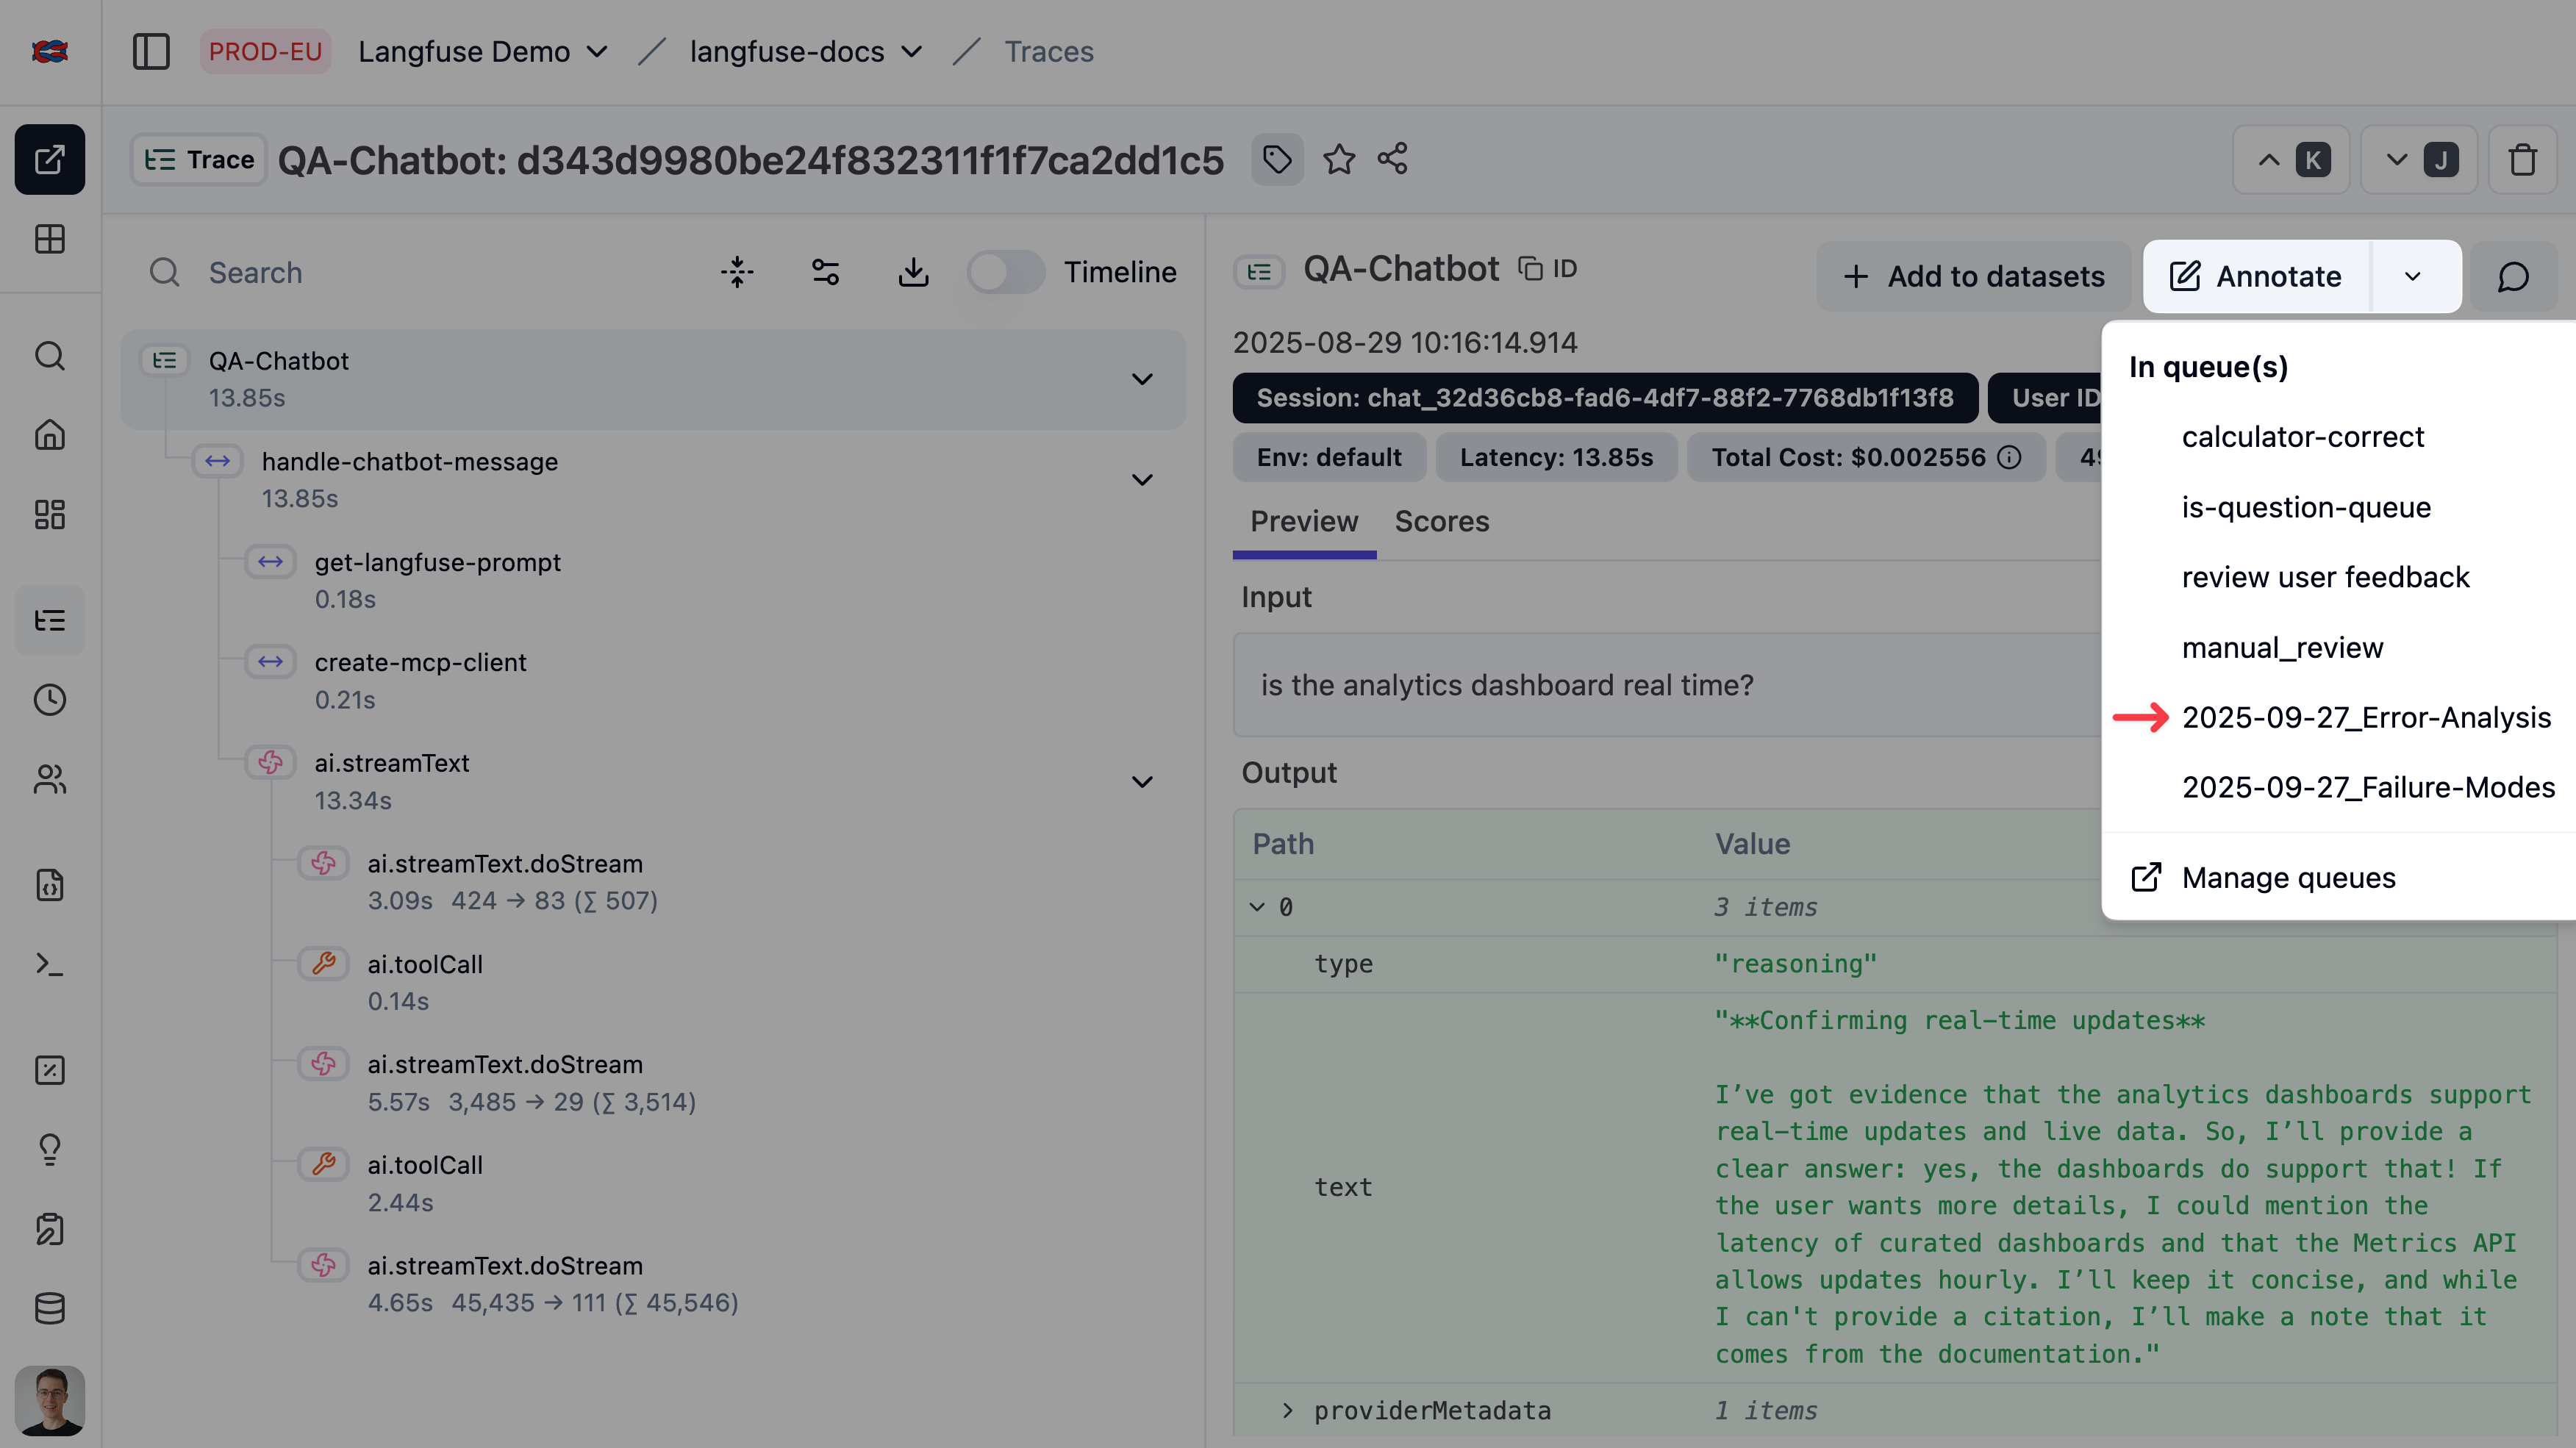 PROD-EU Langfuse Demo langfuse-docs Traces
Trace QA-Chatbot: d343d9980be24f832311f1f7ca2dd1c5 K J
Search Timeline
QA-Chatbot
13.85s
handle-chatbot-message
13.85s
get-langfuse-prompt
0.18s
create-mcp-client
0.21s
ai.streamText
13.34s
ai.streamText.doStream
3.09s 424 → 83 (∑ 507)
ai.toolCall
0.14s
ai.streamText.doStream
5.57s 3,485 → 29 (∑ 3,514)
ai.toolCall
2.44s
ai.streamText.doStream
4.65s 45,435 → 111 (∑ 45,546)
QA-Chatbot ID
+ Add to datasets Annotate
2025-08-29 10:16:14.914
Session: chat_32d36cb8-fad6-4df7-88f2-7768db1f13f8 User ID
Env: default Latency: 13.85s Total Cost: $0.002556
Preview Scores
Input
is the analytics dashboard real time?
Output
Path Value
0 3 items
type "reasoning"
text "**Confirming real-time updates**
I’ve got evidence that the analytics dashboards support
real-time updates and live data. So, I’ll provide a
clear answer: yes, the dashboards do support that! If
the user wants more details, I could mention the
latency of curated dashboards and that the Metrics API
allows updates hourly. I’ll keep it concise, and while
I can't provide a citation, I’ll make a note that it
comes from the documentation."
providerMetadata 1 items
In queue(s)
calculator-correct
is-question-queue
review user feedback
manual_review
2025-09-27_Error-Analysis
2025-09-27_Failure-Modes
Manage queues